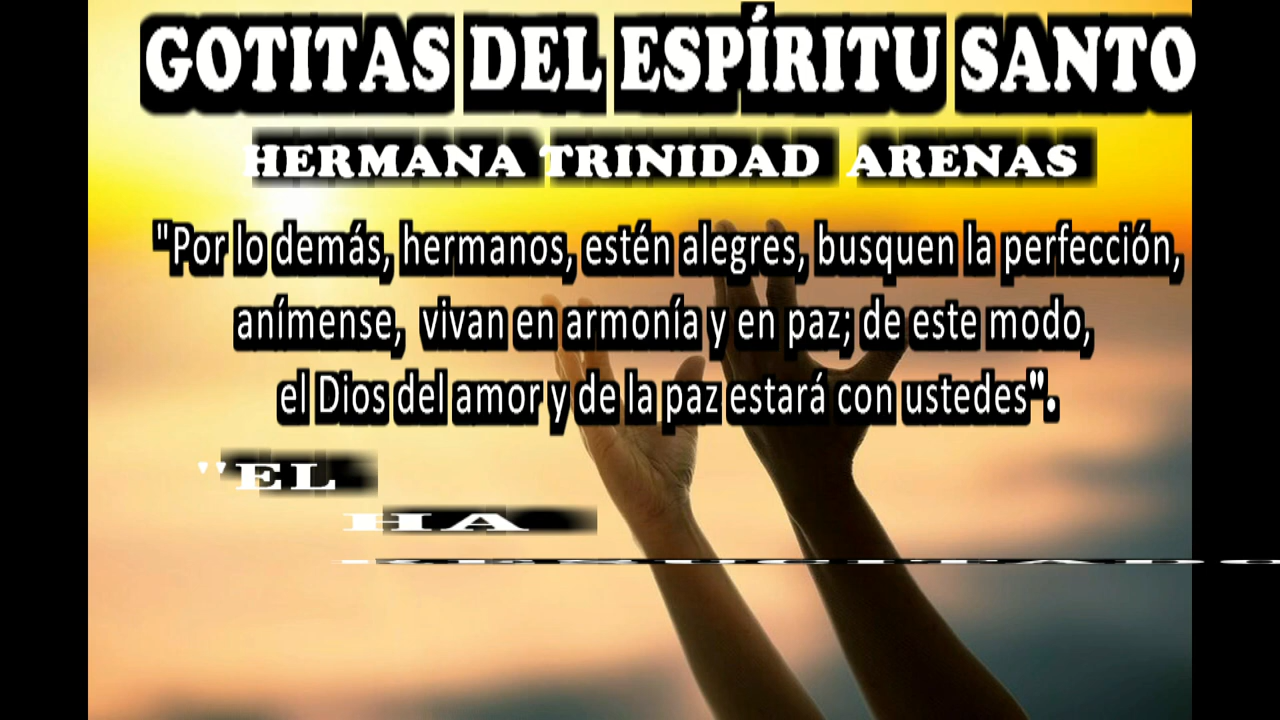 GOTITAS DEL ESPÍRITU SANTO
HERMANA TRINIDAD ARENAS
"Por lo demás, hermanos, estén alegres, busquen la perfección,
anímense, vivan en armonía y en paz; de este modo,
el Dios del amor y de la paz estará con ustedes".
"EL
HA